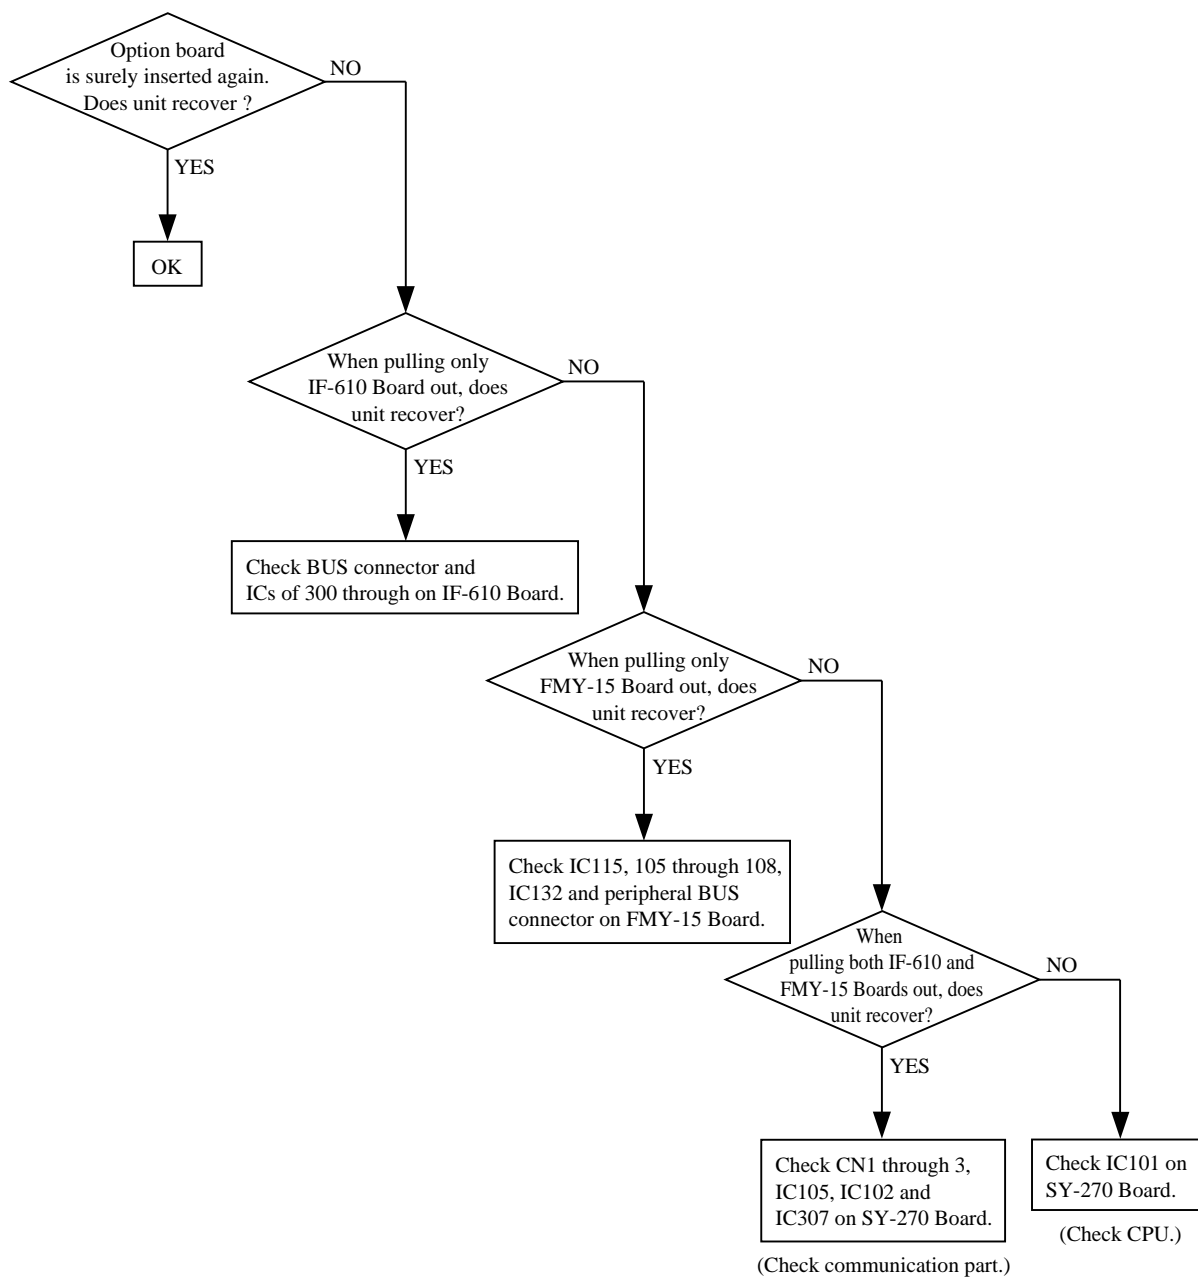 Option board
is surely inserted again.
Does unit recover ?
NO
YES
OK
When pulling only
IF-610 Board out, does
unit recover?
NO
YES
Check BUS connector and
ICs of 300 through on IF-610 Board.
When pulling only
FMY-15 Board out, does
unit recover?
NO
YES
Check IC115, 105 through 108,
IC132 and peripheral BUS
connector on FMY-15 Board.
When
pulling both IF-610 and
FMY-15 Boards out, does
unit recover?
NO
YES
Check CN1 through 3,
IC105, IC102 and
IC307 on SY-270 Board.
(Check communication part.)
Check IC101 on
SY-270 Board.
(Check CPU.)